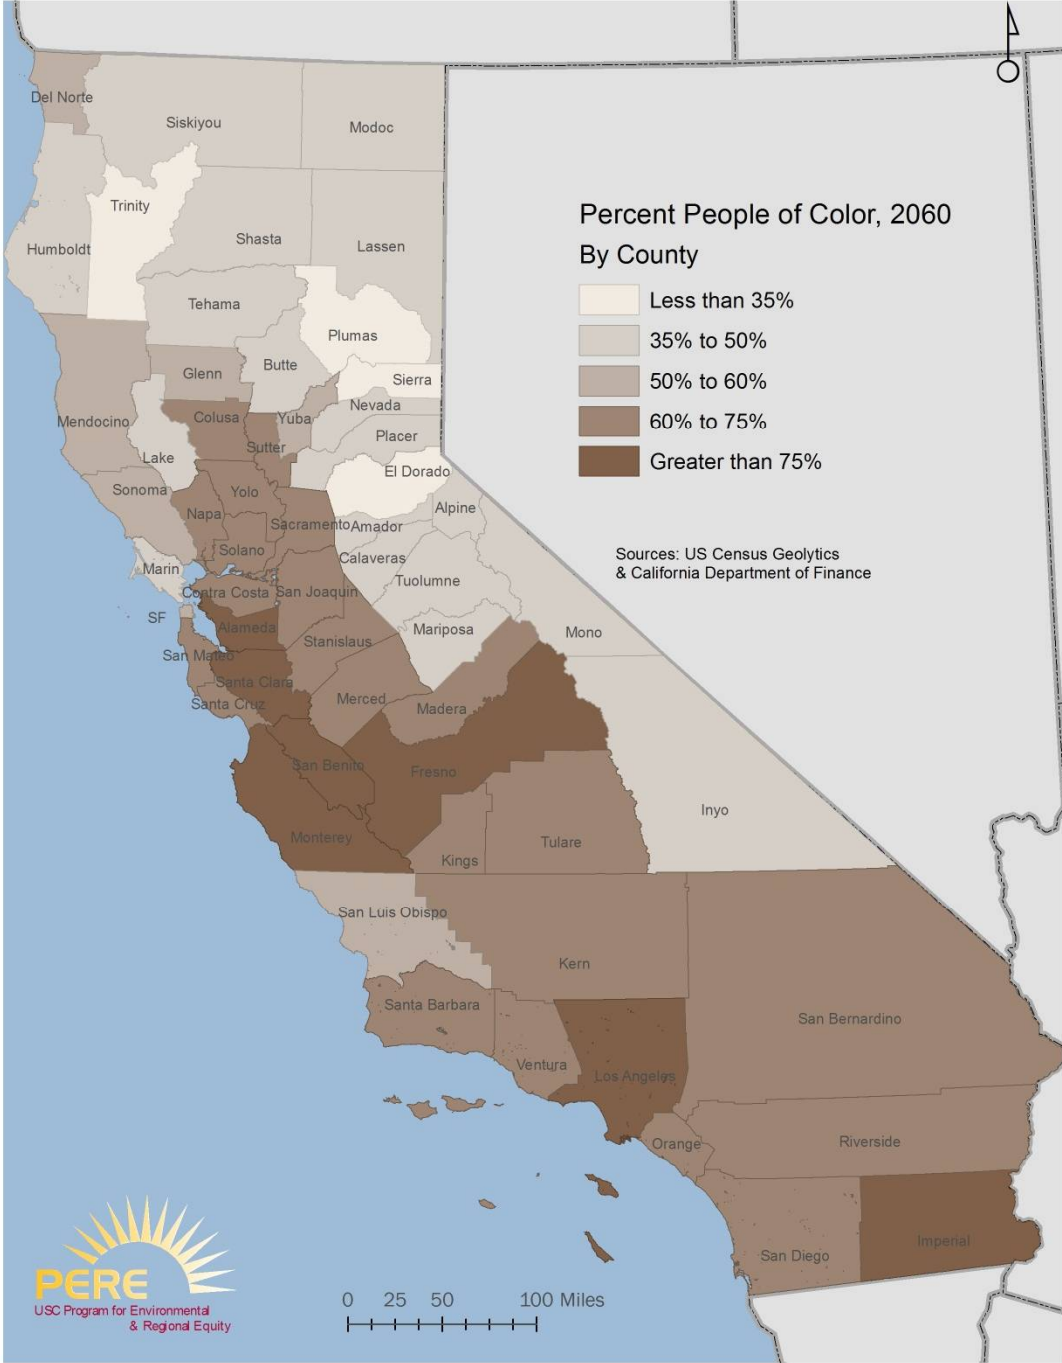 Del Norte
Siskiyou
Modoc
Trinity
Humboldt
Shasta
Lassen
Percent People of Color, 2060
By County
Less than 35%
35% to 50%
50% to 60%
60% to 75%
Greater than 75%
Tehama
Plumas
Butte
Glenn
Sierra
Nevada
Mendocino
Colusa
Yuba
Placer
Sutter
Lake
El Dorado
Sonoma
Yolo
Napa
Alpine
Sacramento
Amador
Solano
Calaveras
Sources: US Census Geolytics
& California Department of Finance
Marin
Tuolumne
Contra Costa
San Joaquin
SF
Alameda
Mariposa
Mono
Stanislaus
San Mateo
Santa Clara
Santa Cruz
Merced
Madera
San Benito
Fresno
Inyo
Monterey
Tulare
Kings
San Luis Obispo
Kern
Santa Barbara
San Bernardino
Ventura
Los Angeles
Orange
Riverside
San Diego
Imperial
PERE
USC Program for Environmental
& Regional Equity
0 25 50 100 Miles